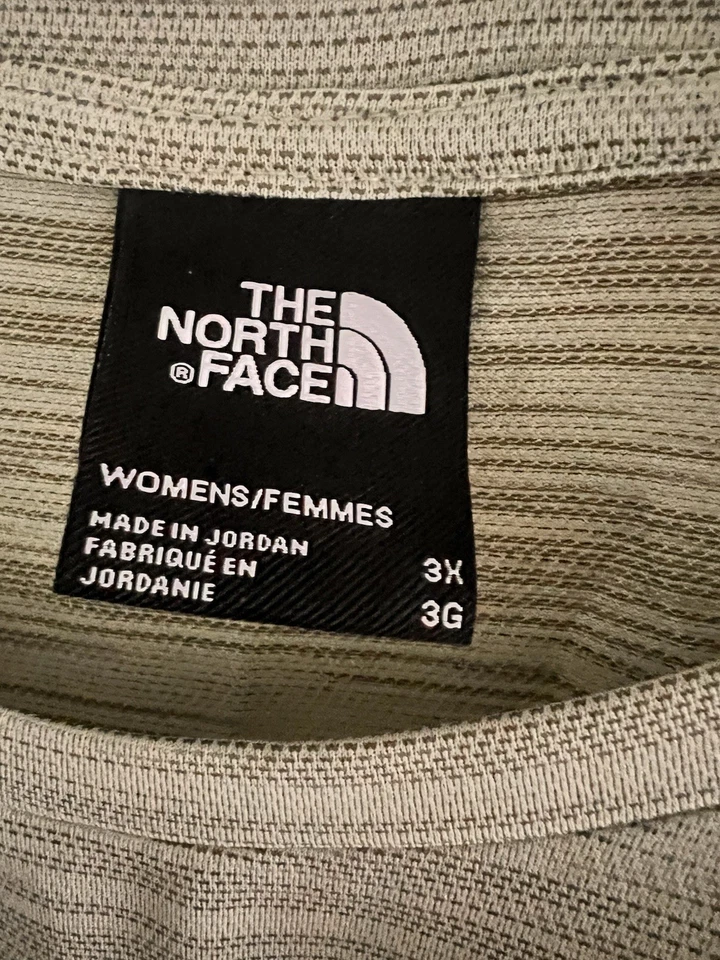 THE
NORTH
® FACE
WOMENS/FEMMES
MADE IN JORDAN
FABRIQUÉ EN
JORDANIE
3X
3G